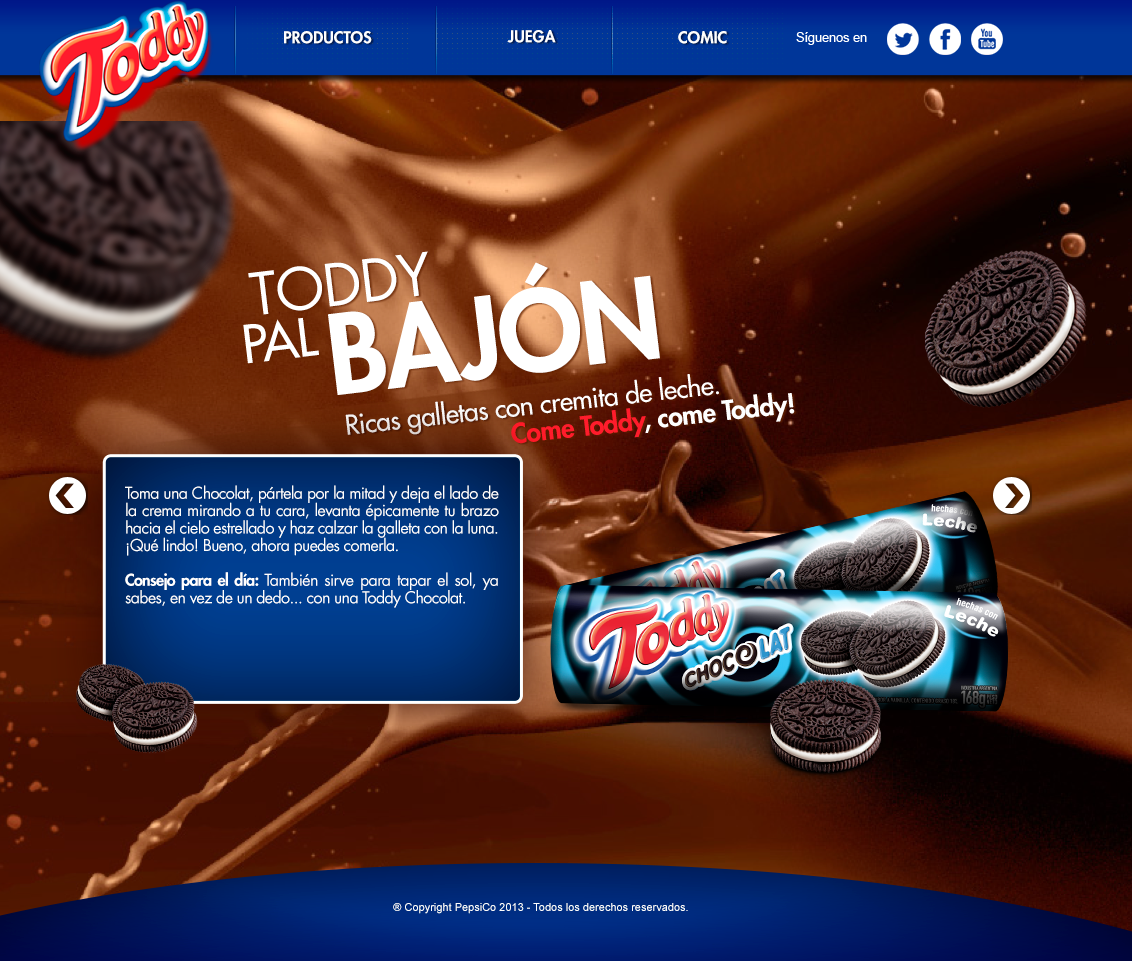 Toddy
PRODUCTOS
JUEGA
COMIC
Síguenos en
You
Tube
TODDY
PAL BAJÓN
Ricas galletas con cremita de leche.
Come Toddy, come Toddy!
Toma una Chocolat, pártela por la mitad y deja el lado de
la crema mirando a tu cara, levanta épicamente tu brazo
hacia el cielo estrellado y haz calzar la galleta con la luna.
¡Qué lindo! Bueno, ahora puedes comerla.
Consejo para el día: También sirve para tapar el sol, ya
sabes, en vez de un dedo... con una Toddy Chocolat.
hechas con
Leche
Toddy
LAT
Toddy
CHOCOLAT
hechas con
Leche
INDUSTRIA ARGENTINA
168g
® Copyright PepsiCo 2013 - Todos los derechos reservados.